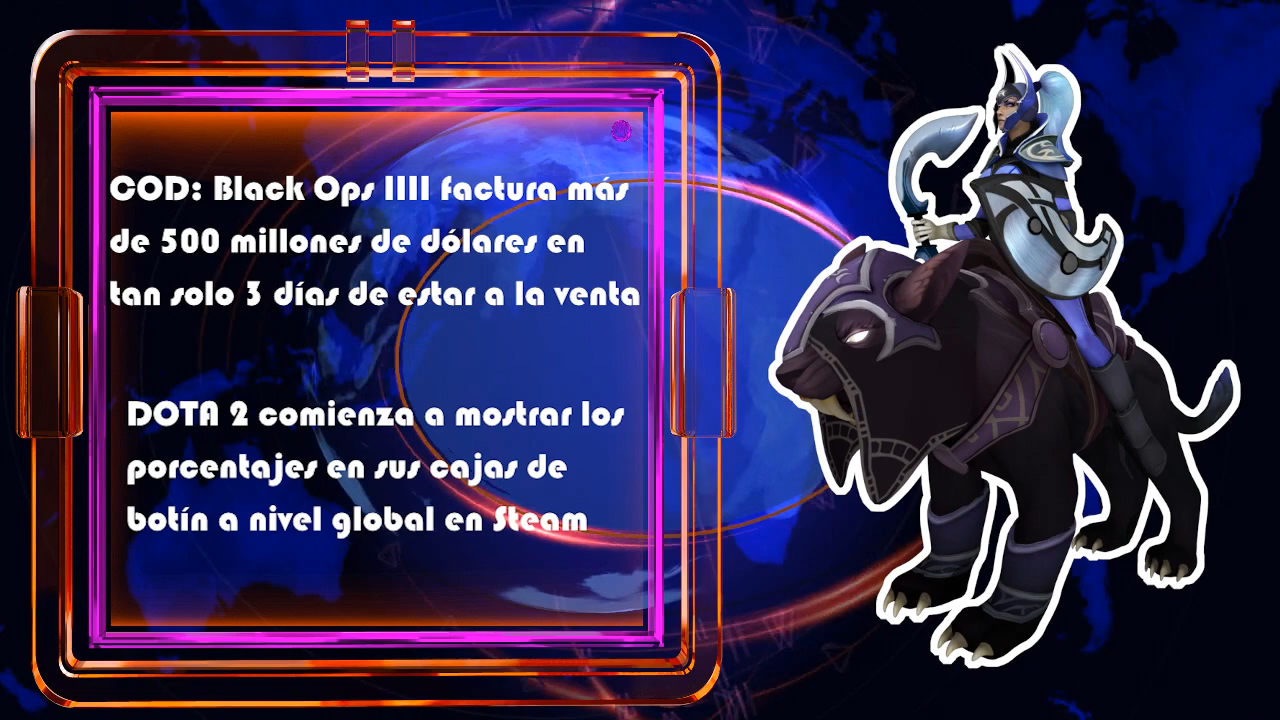 COD: Black Ops IIII factura más
de 500 millones de dólares en
tan solo 3 días de estar a la venta
DOTA 2 comienza a mostrar los
porcentajes en sus cajas de
botín a nivel global en Steam